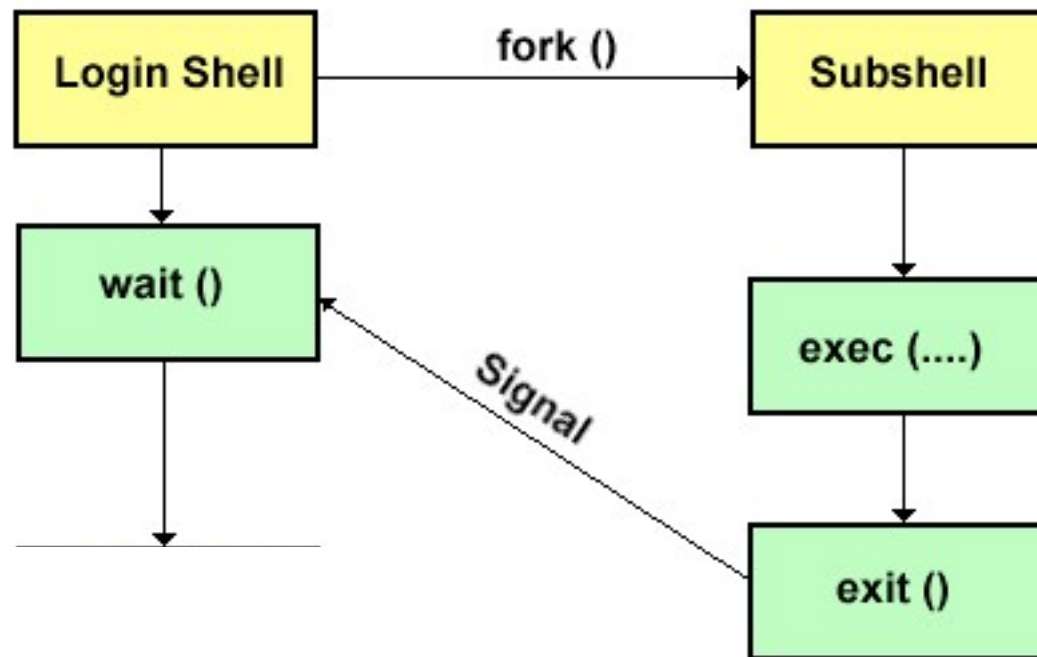 Login Shell
fork ()
Subshell
wait ()
exec (....)
Signal
exit ()